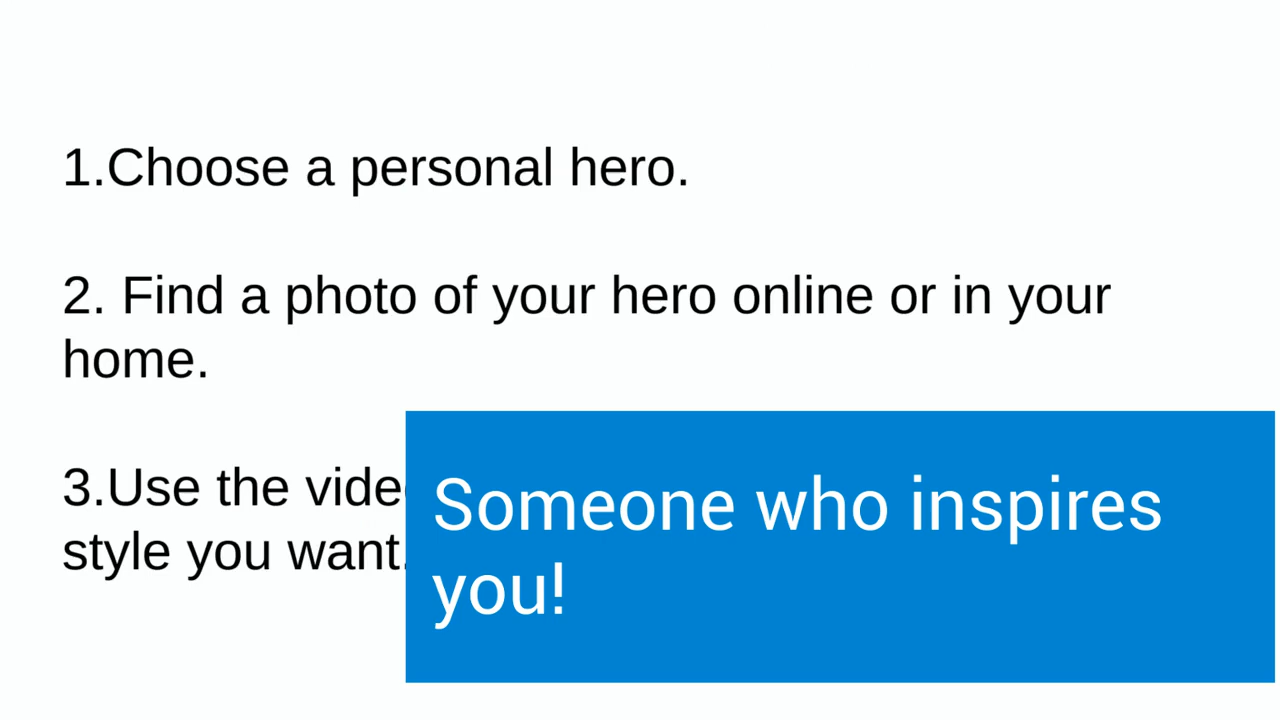 1.Choose a personal hero.
2. Find a photo of your hero online or in your
home.
3.Use the
style you want.
Someone who inspires
you!